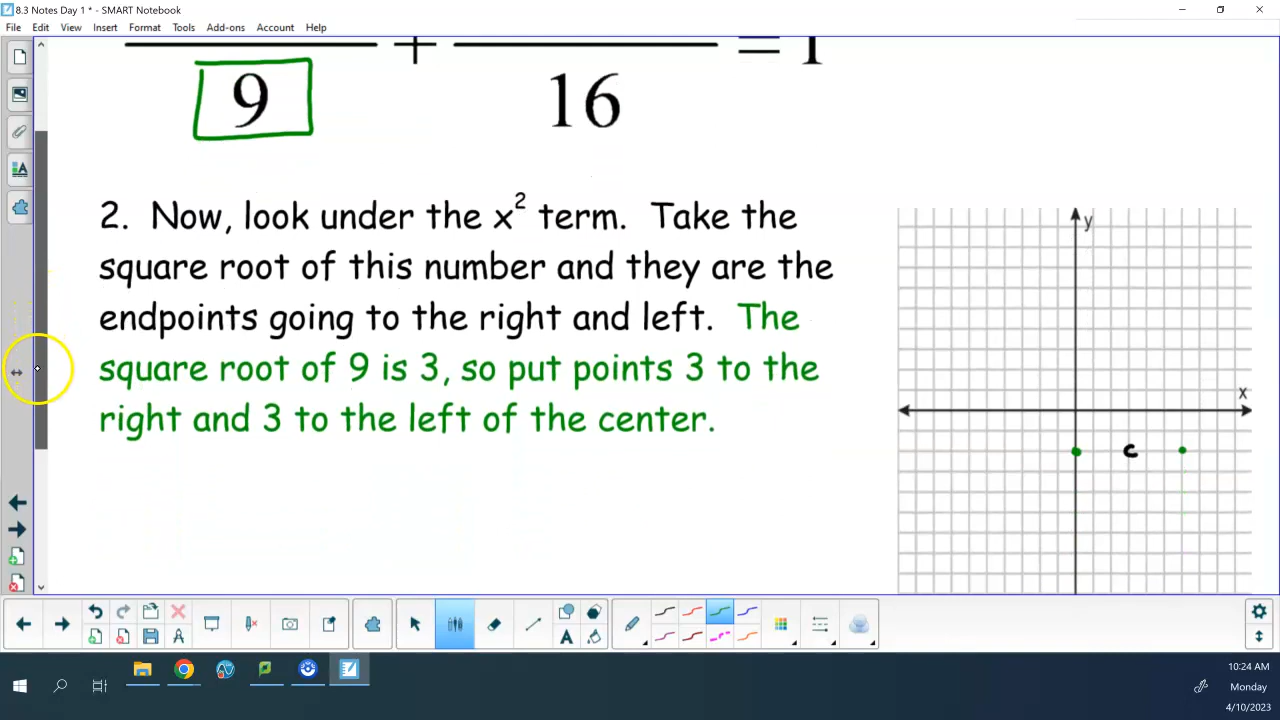 8.3 Notes Day 1 * - SMART Notebook
File Edit View Insert Format Tools Add-ons Account Help
+ = 1
9 16
2. Now, look under the x² term. Take the
square root of this number and they are the
endpoints going to the right and left. The
square root of 9 is 3, so put points 3 to the
right and 3 to the left of the center.
y
x
C
10:24 AM
Monday
4/10/2023